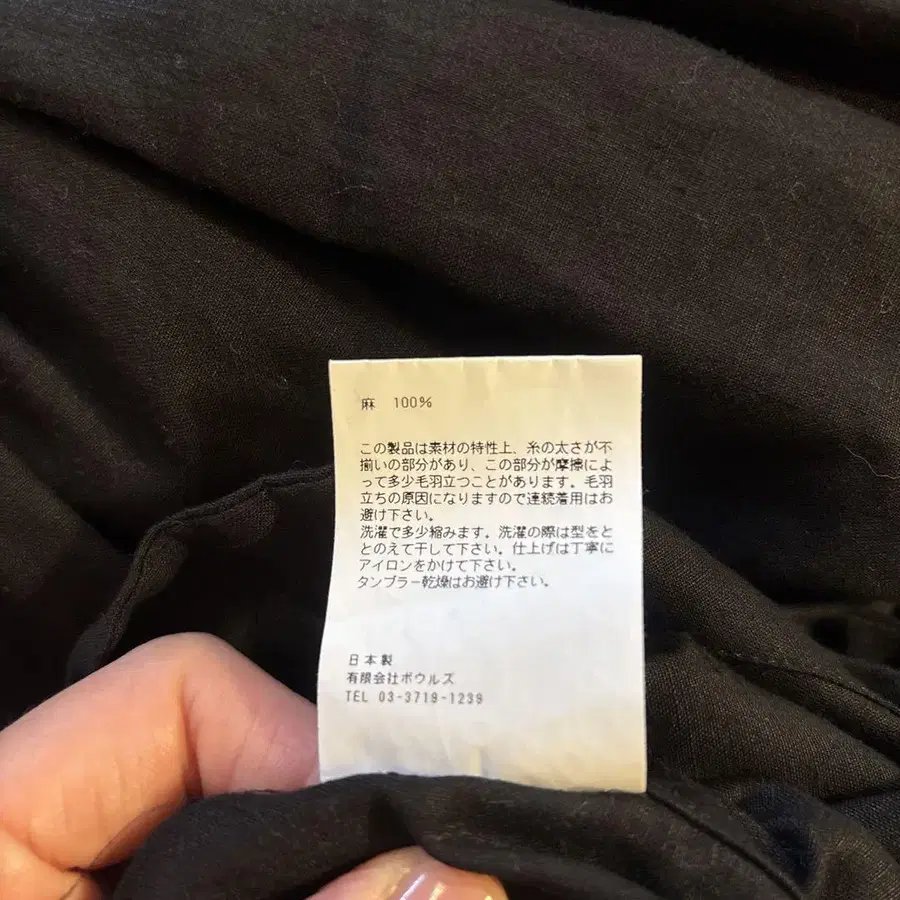 麻 100%
この製品は素材の特性上、糸の太さが不
揃いの部分があり、この部分が摩擦によ
って多少毛羽立つことがあります。毛羽
立ちの原因になりますので連続着用はお
避け下さい。
洗濯で多少縮みます。洗濯の際は型をと
とのえて干して下さい。仕上げは丁寧に
アイロンをかけて下さい。
タンブラー乾燥はお避け下さい。
日本製
有限会社ボウルズ
TEL 03-3719-1239